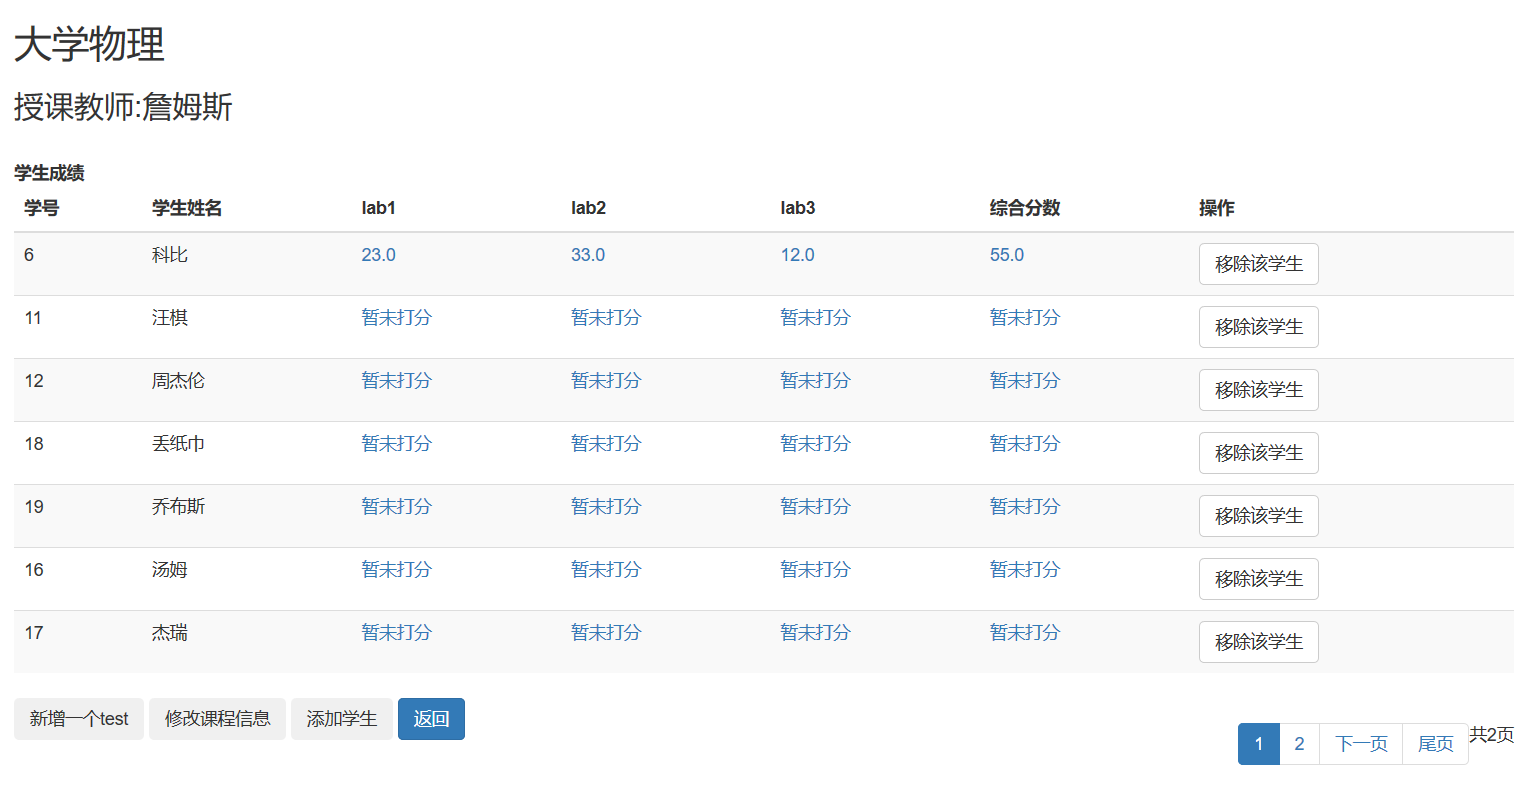 大学物理
授课教师:詹姆斯
学生成绩
学号 学生姓名 lab1 lab2 lab3 综合分数 操作
6 科比 23.0 33.0 12.0 55.0 移除该学生
11 汪棋 暂未打分 暂未打分 暂未打分 暂未打分 移除该学生
12 周杰伦 暂未打分 暂未打分 暂未打分 暂未打分 移除该学生
18 丢纸巾 暂未打分 暂未打分 暂未打分 暂未打分 移除该学生
19 乔布斯 暂未打分 暂未打分 暂未打分 暂未打分 移除该学生
16 汤姆 暂未打分 暂未打分 暂未打分 暂未打分 移除该学生
17 杰瑞 暂未打分 暂未打分 暂未打分 暂未打分 移除该学生
新增一个test 修改课程信息 添加学生 返回
1 2 下一页 尾页 共2页